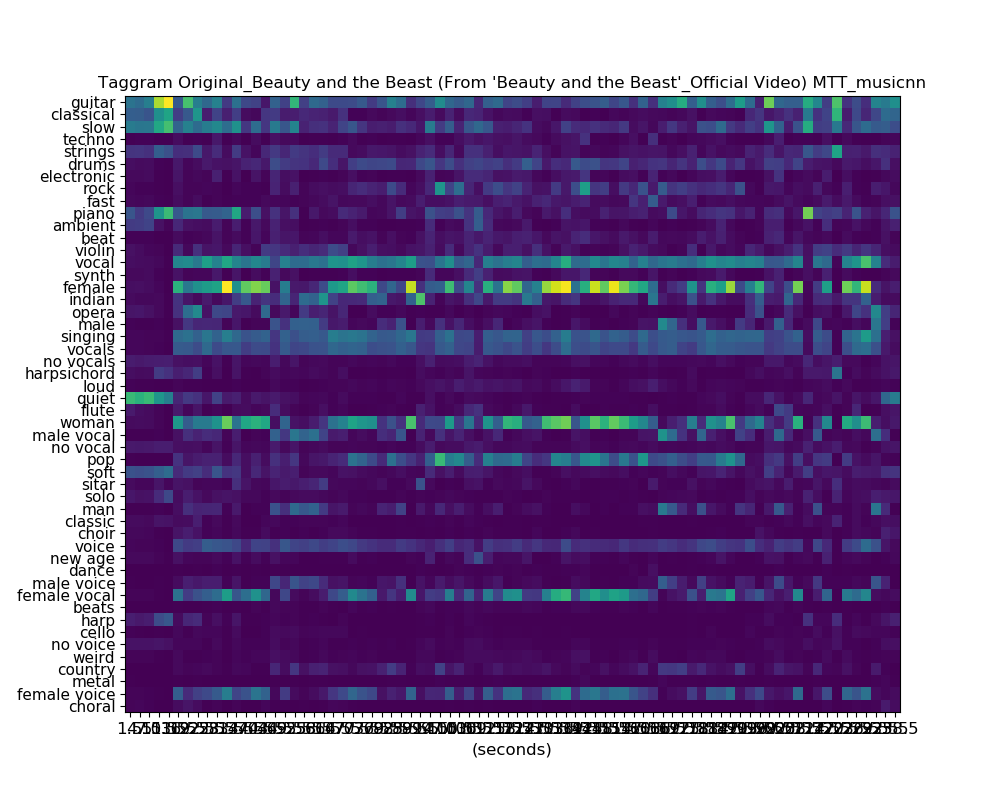 Taggram Original_Beauty and the Beast (From 'Beauty and the Beast'_Official Video) MTT_musicnn
guitar
classical
slow
techno
strings
drums
electronic
rock
fast
piano
ambient
beat
violin
vocal
synth
female
indian
opera
male
singing
vocals
no vocals
harpsichord
loud
quiet
flute
woman
male vocal
no vocal
pop
soft
sitar
solo
man
classic
choir
voice
new age
dance
male voice
female vocal
beats
harp
cello
no voice
weird
country
metal
female voice
choral
(seconds)